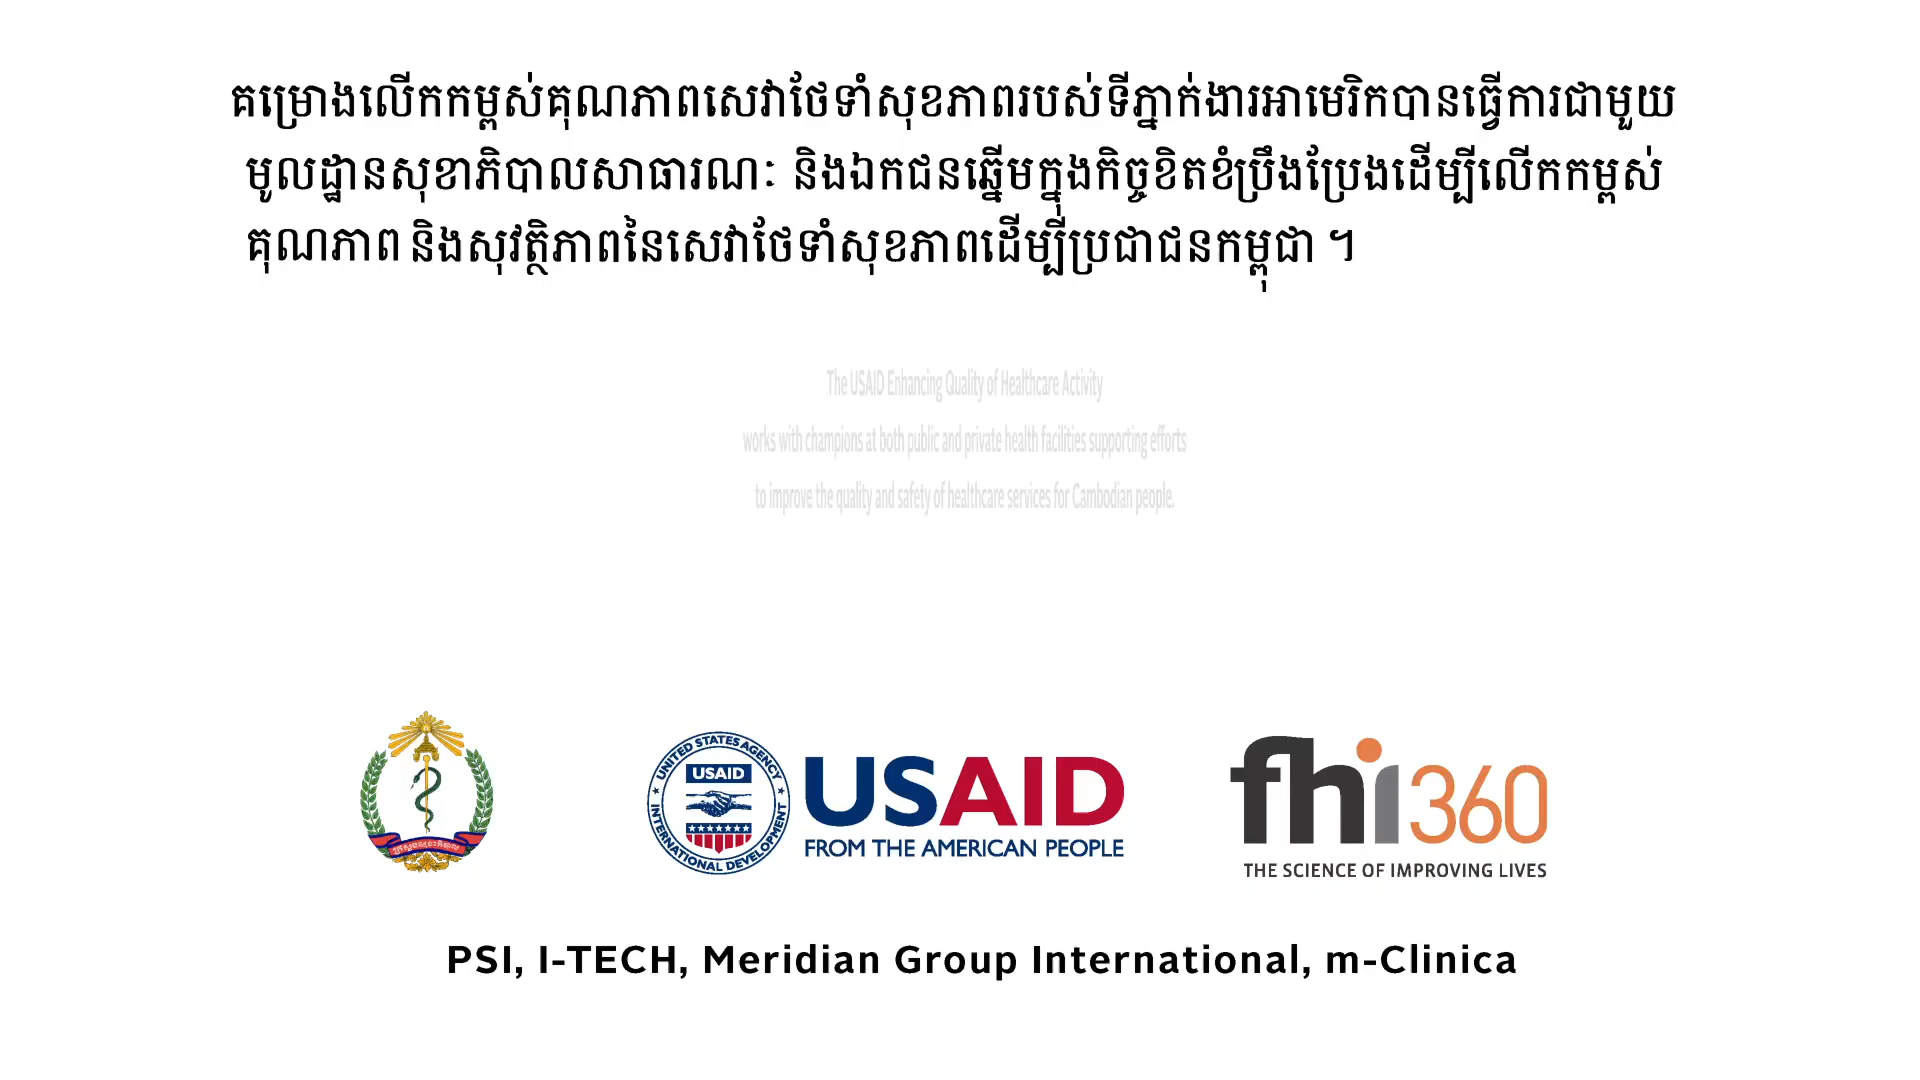 គម្រោងលើកកម្ពស់គុណភាពសេវាថែទាំសុខភាពរបស់ទីភ្នាក់ងារអាមេរិកបានធ្វើការជាមួយ
មូលដ្ឋានសុខាភិបាលសាធារណៈ និងឯកជនឆ្នើមក្នុងកិច្ចខិតខំប្រឹងប្រែងដើម្បីលើកកម្ពស់
គុណភាព និងសុវត្ថិភាពនៃសេវាថែទាំសុខភាពដើម្បីប្រជាជនកម្ពុជា ។
The USAID Enhancing Quality of Healthcare Activity
works with champions at both public and private health facilities supporting efforts
to improve the quality and safety of healthcare services for Cambodian people.
ក្រសួងសុខាភិបាល
UNITED STATES AGENCY
USAID
INTERNATIONAL DEVELOPMENT
USAID
FROM THE AMERICAN PEOPLE
fhi360
THE SCIENCE OF IMPROVING LIVES
PSI, I-TECH, Meridian Group International, m-Clinica